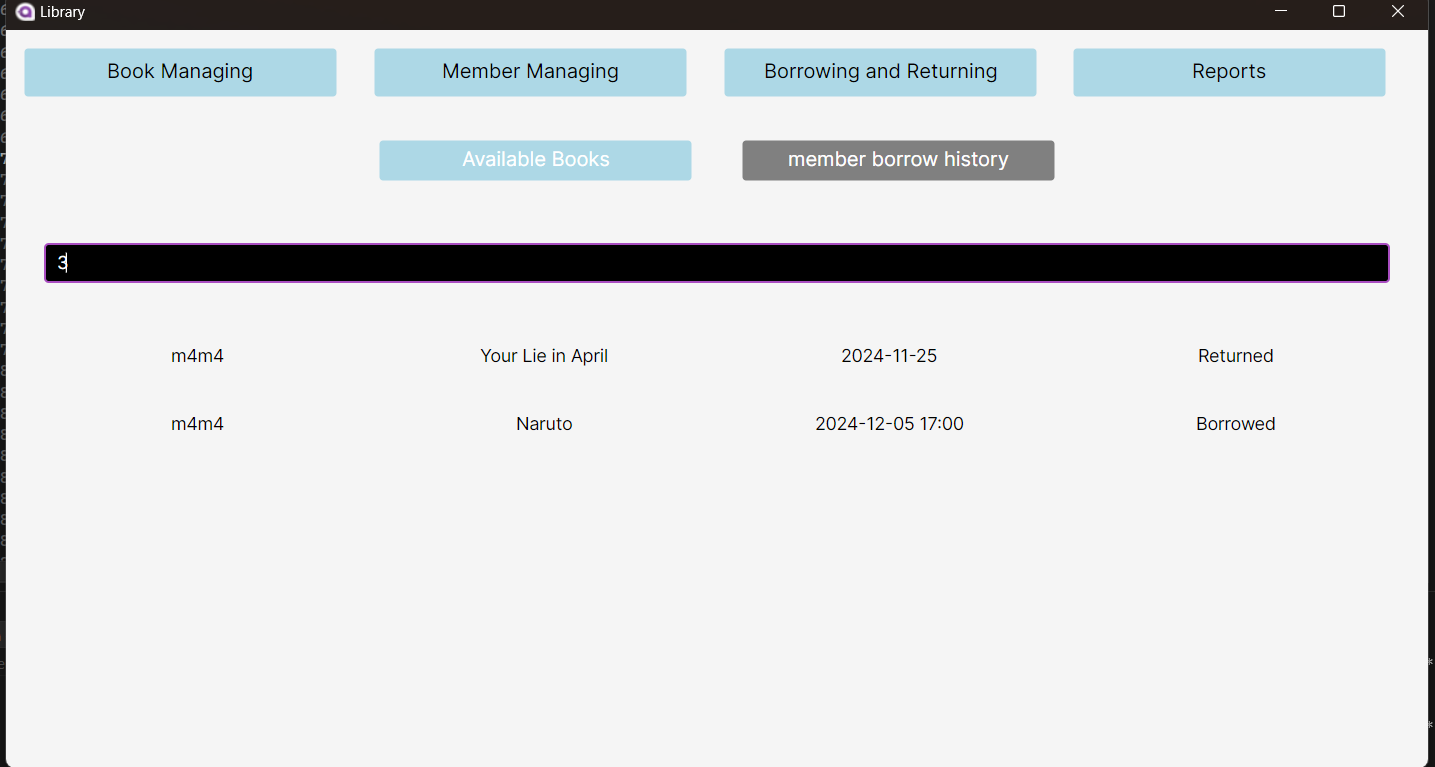 Library
Book Managing Member Managing Borrowing and Returning Reports
Available Books member borrow history
3
m4m4 Your Lie in April 2024-11-25 Returned
m4m4 Naruto 2024-12-05 17:00 Borrowed